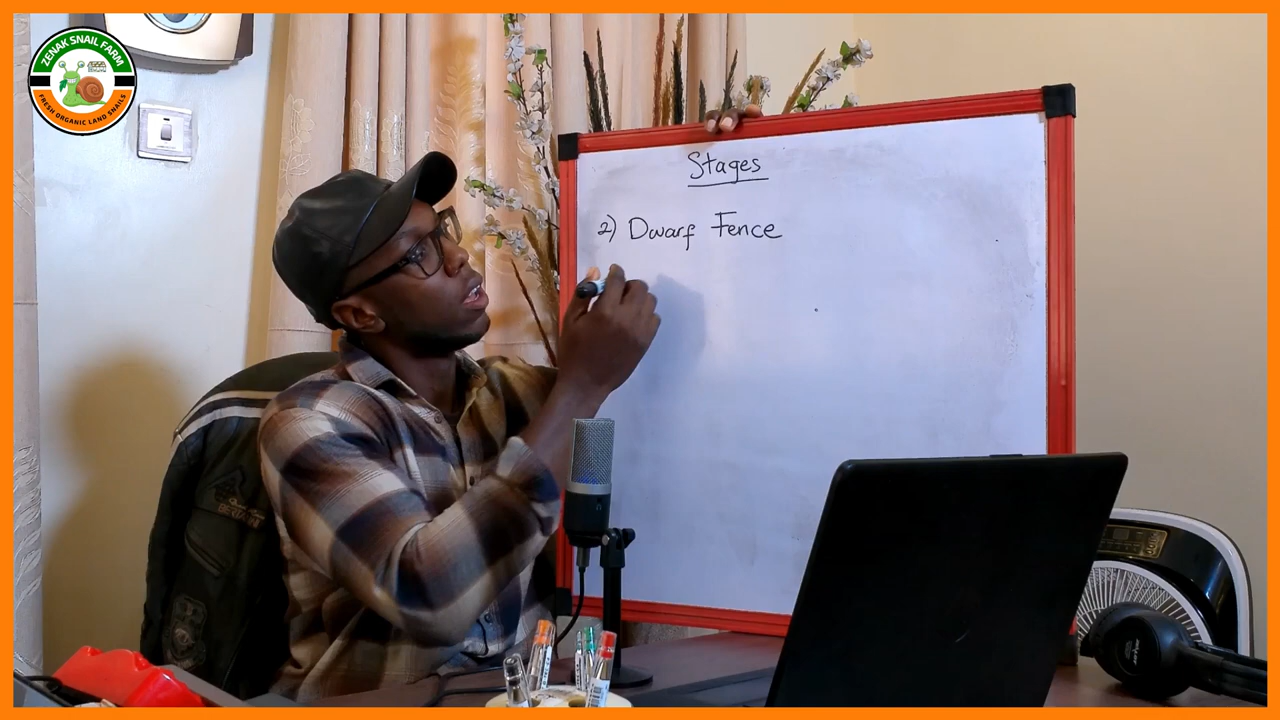 ZENAK SNAIL FARM
FRESH ORGANIC LAND SNAILS
Stages
2) Dwarf Fence